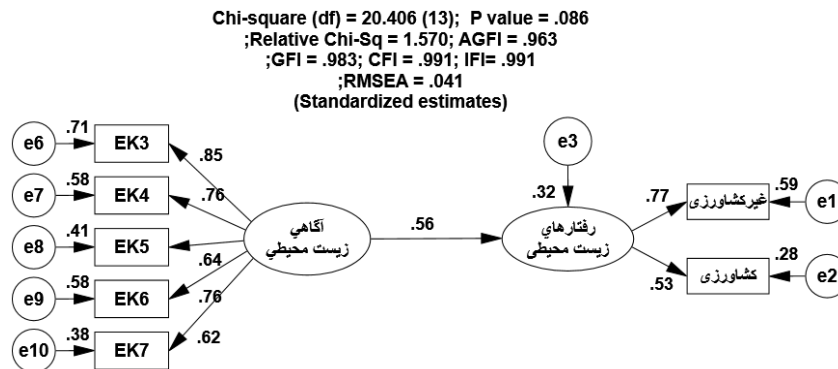 Chi-square (df) = 20.406 (13); P value = .086
;Relative Chi-Sq = 1.570; AGFI = .963
;GFI = .983; CFI = .991; IFI= .991
;RMSEA = .041
(Standardized estimates)
e6
.71
EK3
.85
e7
.58
EK4
.76
e8
.41
EK5
.64
e9
.58
EK6
.76
e10
.38
EK7
.62
آگاهي
زيست محيطي
.56
e3
.32
رفتارهاي
زيست محيطي
.77
غیرکشاورزی
.59
e1
.53
کشاورزی
.28
e2